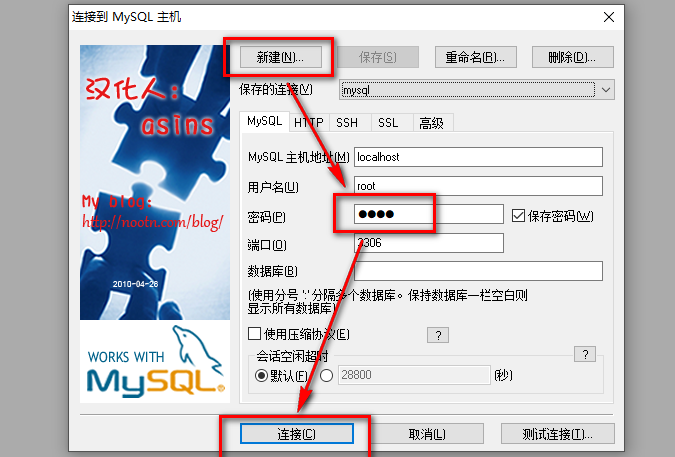 连接到 MySQL 主机
新建(N)...
保存(S)
重命名(R)...
删除(D)...
保存的连接(V)
mysql
汉化人:
asins
My blog:
http://nootn.com/blog/
2010-04-26
WORKS WITH
MySQL®
MySQL
HTTP
SSH
SSL
高级
MySQL 主机地址(M)
localhost
用户名(U)
root
密码(P)
●●●●
保存密码(W)
端口(O)
3306
数据库(B)
(使用分号 ';' 分隔多个数据库。保持数据库一栏空白则
显示所有数据库)
使用压缩协议(E)
?
会话空闲超时
?
默认(F)
28800
(秒)
连接(C)
取消(L)
测试连接(T)...